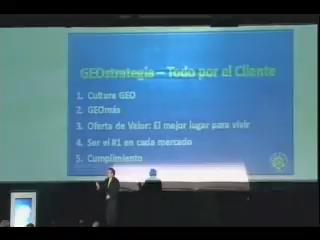 GEOstrategia – Todo por el Cliente
1. Cultura GEO
2. GEOmás
3. Oferta de Valor: El mejor lugar para vivir
4. Ser el #1 en cada mercado
5. Cumplimiento